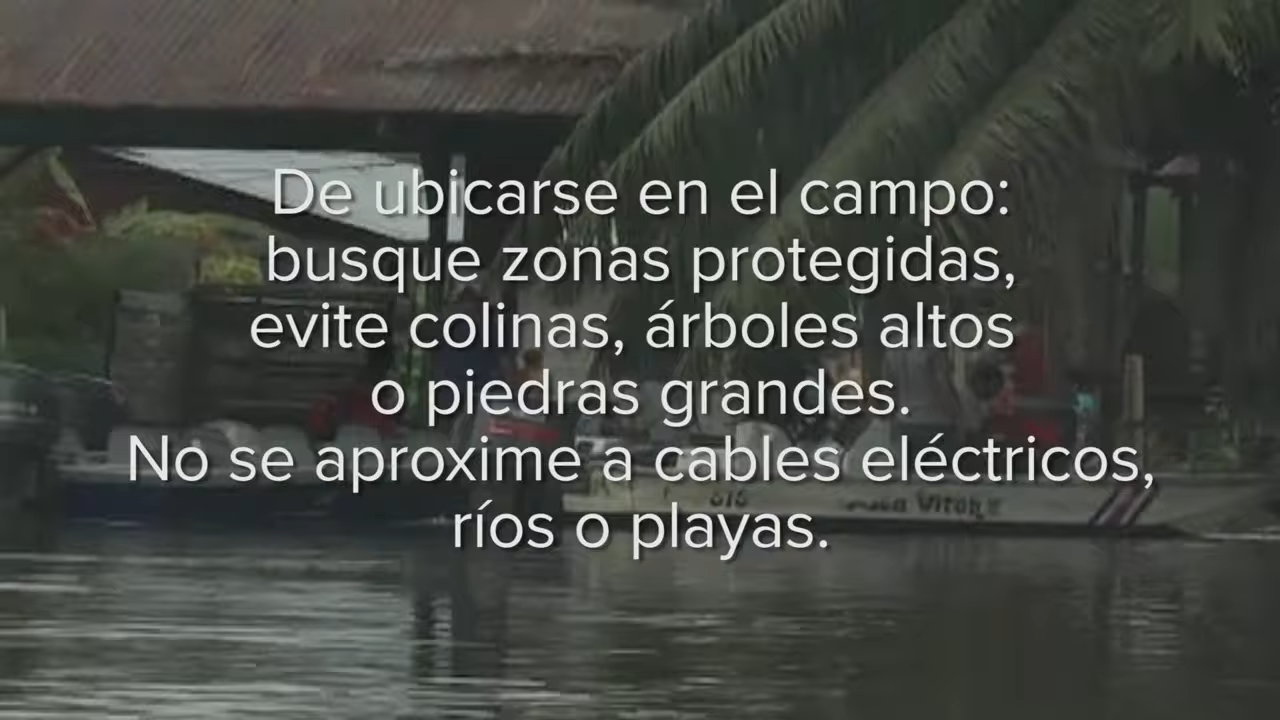 De ubicarse en el campo:
busque zonas protegidas,
evite colinas, árboles altos
o piedras grandes.
No se aproxime a cables eléctricos,
ríos o playas.